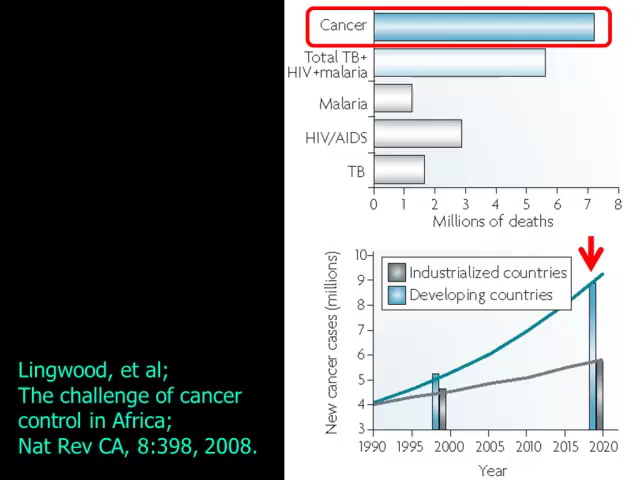 Cancer
Total TB+
HIV+malaria
Malaria
HIV/AIDS
TB
0 1 2 3 4 5 6 7 8
Millions of deaths
10
9
8
7
6
5
4
3
New cancer cases (millions)
Industrialized countries
Developing countries
1990 1995 2000 2005 2010 2015 2020
Year
Lingwood, et al;
The challenge of cancer
control in Africa;
Nat Rev CA, 8:398, 2008.